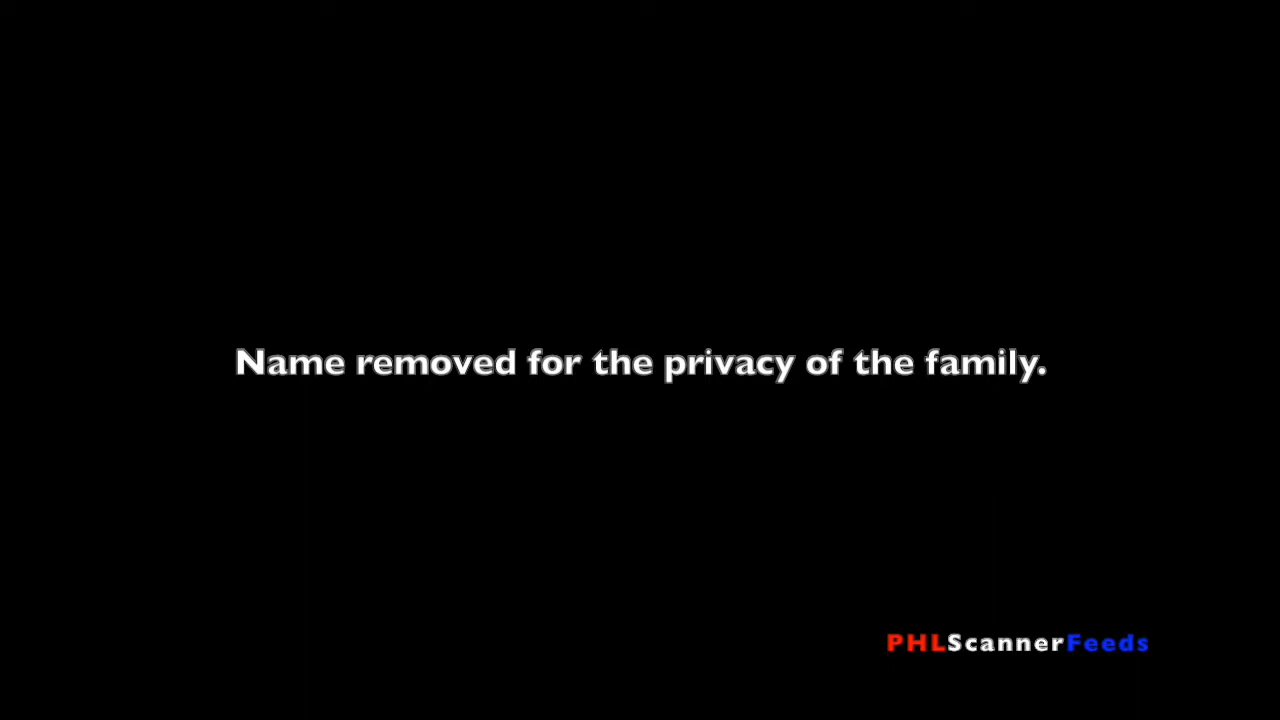 Name removed for the privacy of the family.
PHLScannerFeeds